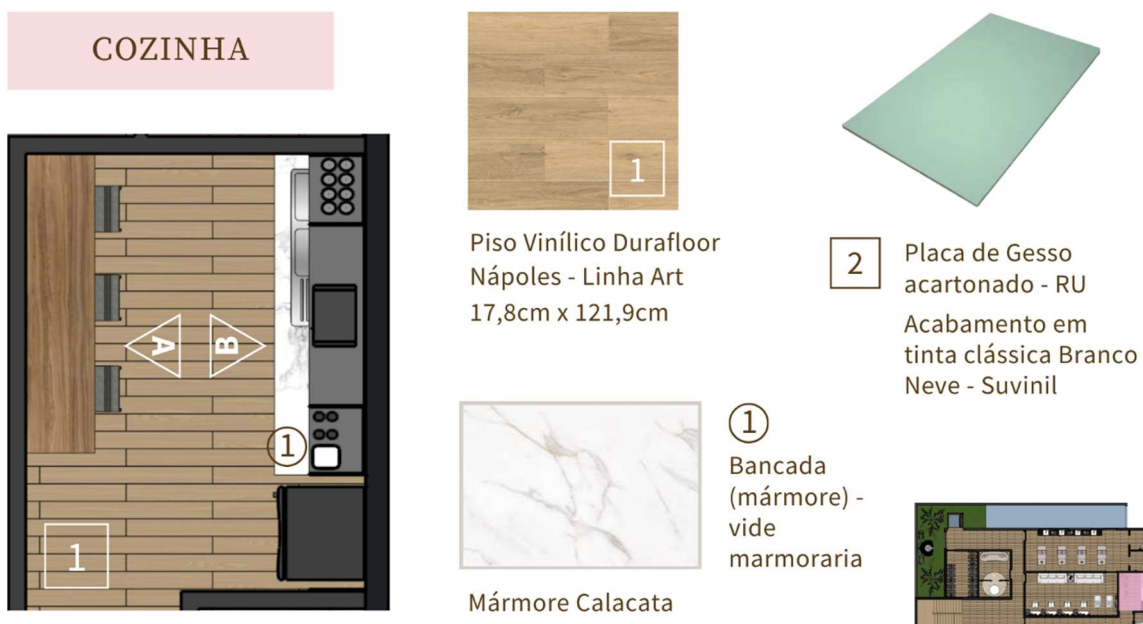 COZINHA
1
Piso Vinílico Durafloor
Nápoles - Linha Art
17,8cm x 121,9cm
2
Placa de Gesso
acartonado - RU
Acabamento em
tinta clássica Branco
Neve - Suvinil
A
B
1
1
1
Bancada
(mármore) -
vide
marmoraria
Mármore Calacata